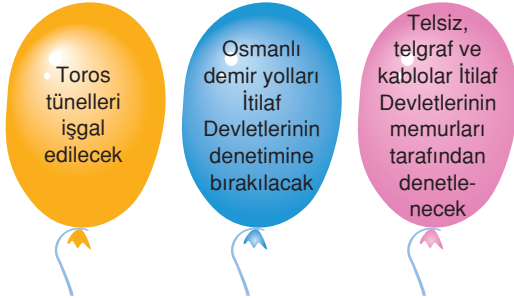 Toros
tünelleri
işgal
edilecek
Osmanlı
demir yolları
İtilaf
Devletlerinin
denetimine
bırakılacak
Telsiz,
telgraf ve
kablolar İtilaf
Devletlerinin
memurları
tarafından
denetle-
necek